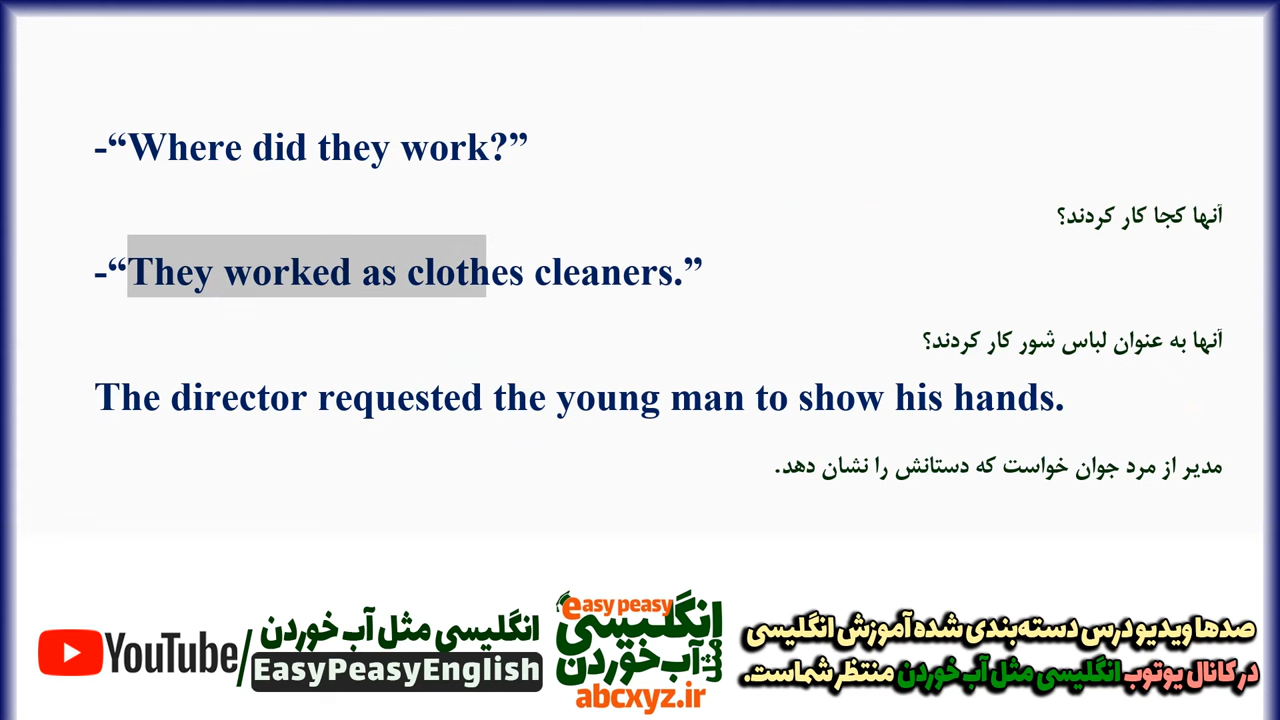 -“Where did they work?”
آنها کجا کار کردند؟
-“They worked as clothes cleaners.”
آنها به عنوان لباس شور کار کردند؟
The director requested the young man to show his hands.
مدیر از مرد جوان خواست که دستانش را نشان دهد.
YouTube/
انگلیسی مثل آب خوردن
EasyPeasyEnglish
easy peasy
انگلیسی
مثل آب خوردن
abcxyz.ir
صدها ویدیو درس دسته‌بندی شده آموزش انگلیسی
در کانال یوتوب انگلیسی مثل آب خوردن منتظر شماست.